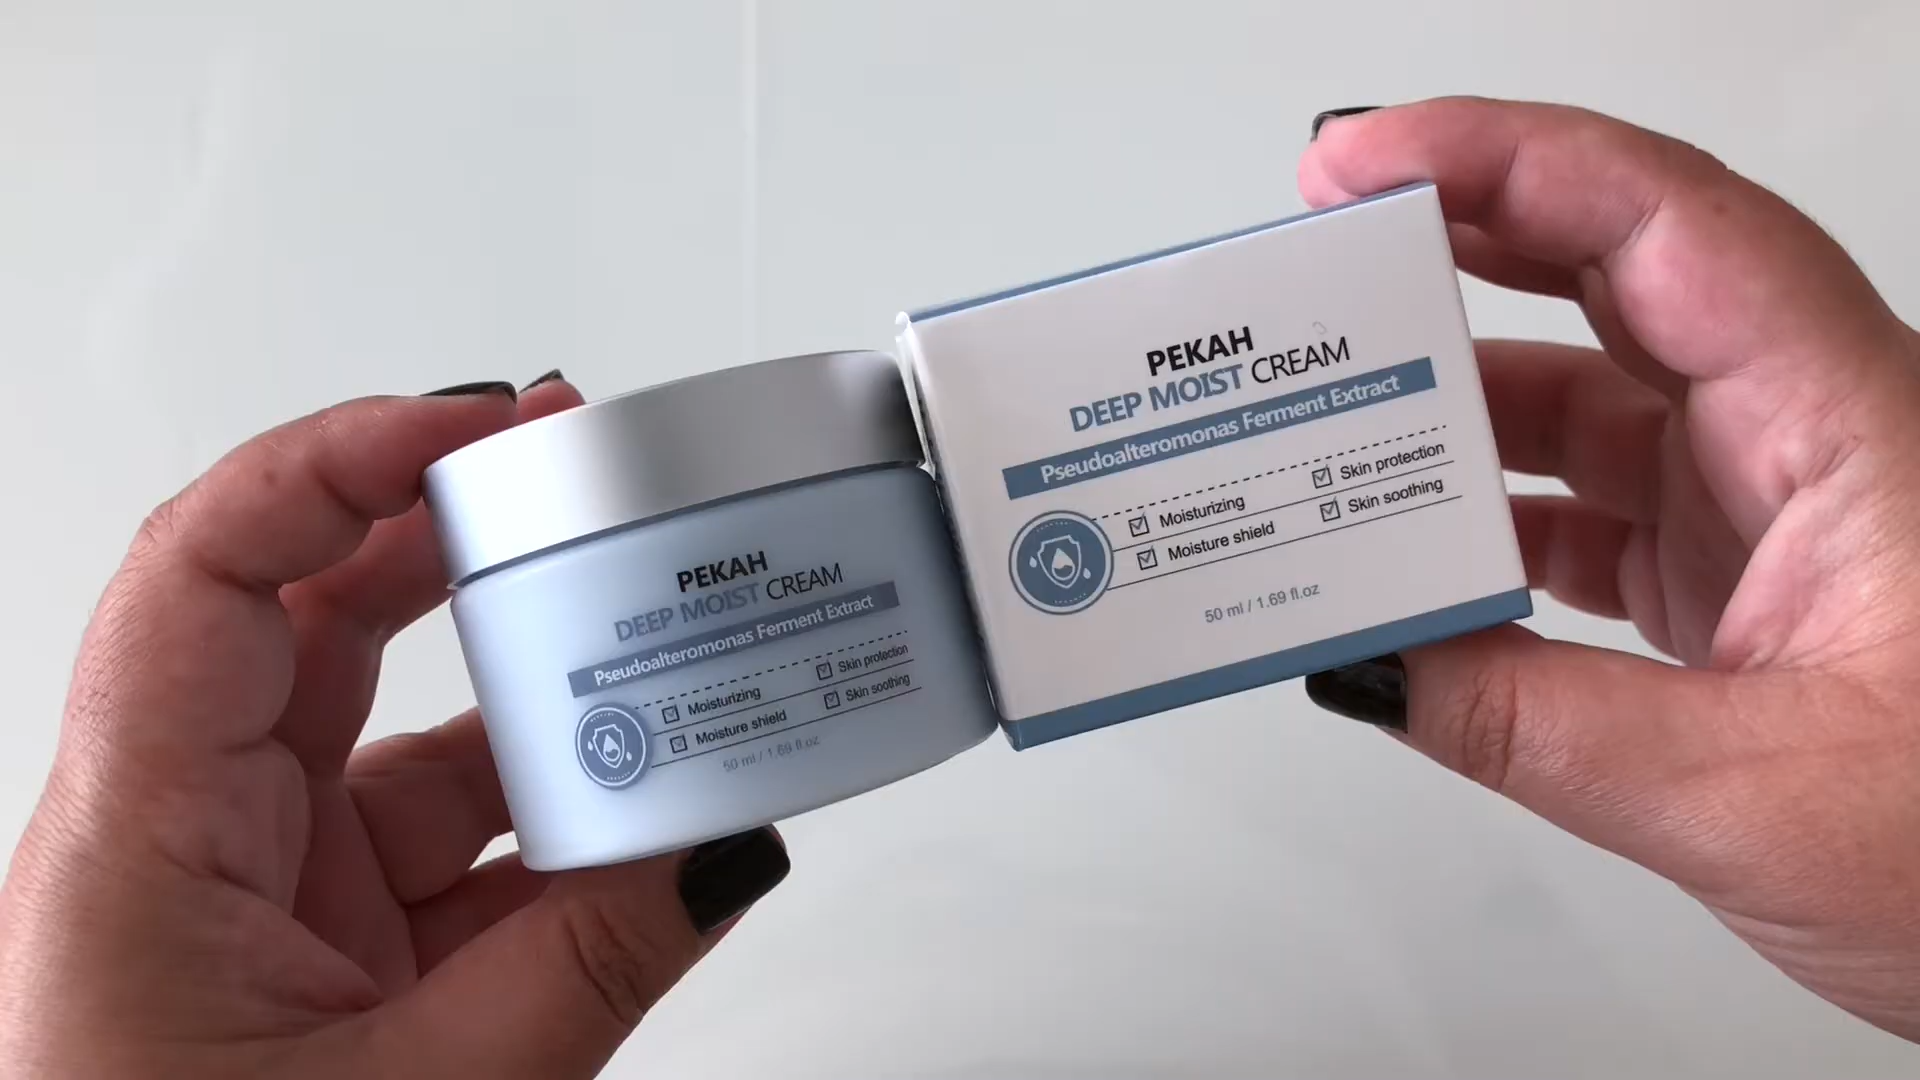 PEKAH
DEEP MOIST CREAM
Pseudoalteromonas Ferment Extract
Moisturizing
Skin protection
Moisture shield
Skin soothing
50 ml / 1.69 fl.oz
PEKAH
DEEP MOIST CREAM
Pseudoalteromonas Ferment Extract
Moisturizing
Skin protection
Moisture shield
Skin soothing
50 ml / 1.69 fl.oz